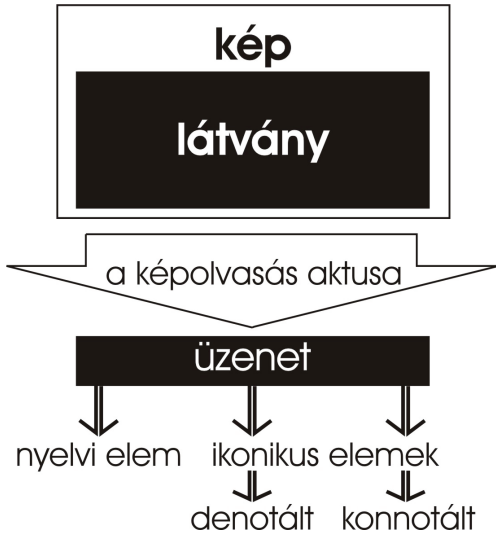 kép
látvány
a képolvasás aktusa
üzenet
nyelvi elem ikonikus elemek
denotált konnotált